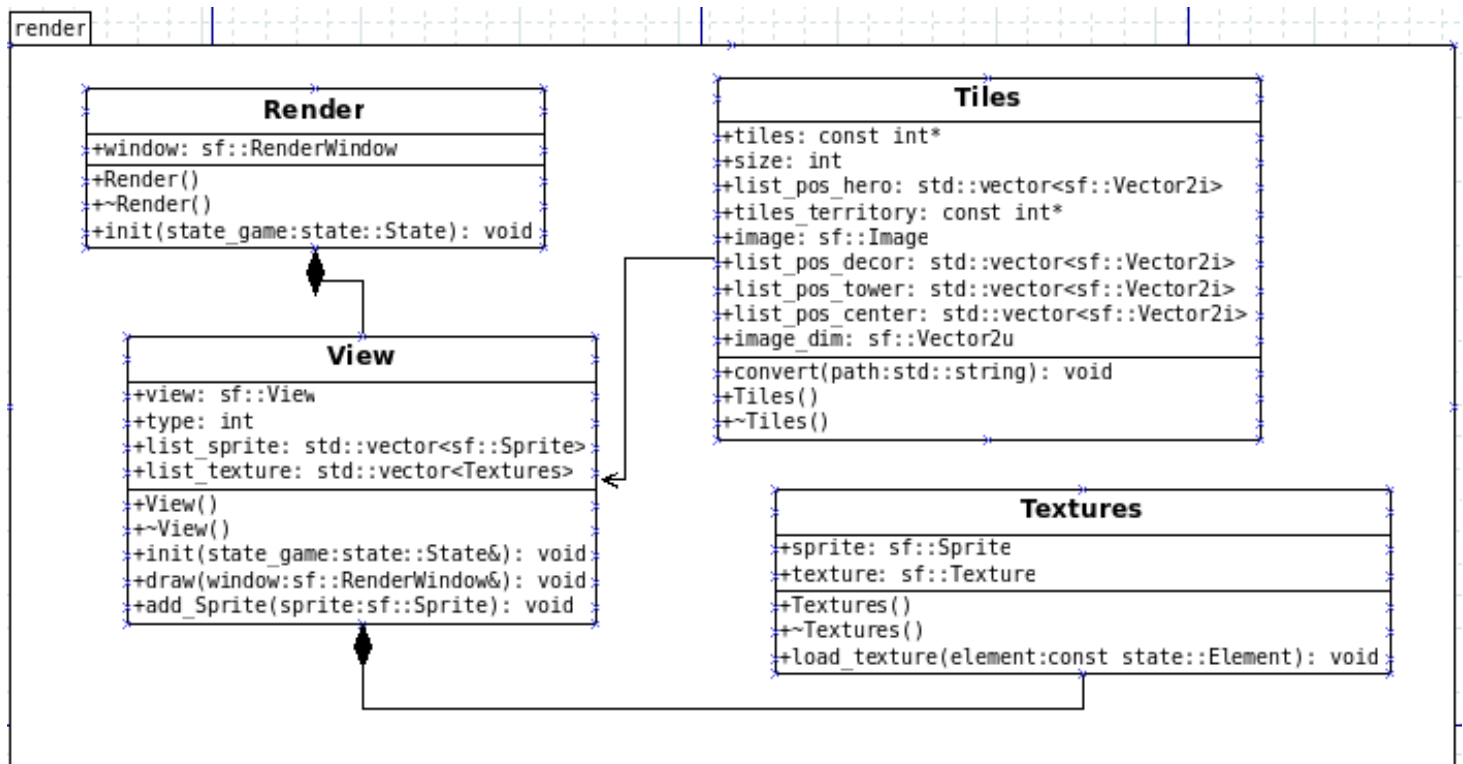 render
Render
+window: sf::RenderWindow
+Render()
+~Render()
+init(state_game:state::State): void
Tiles
+tiles: const int*
+size: int
+list_pos_hero: std::vector<sf::Vector2i>
+tiles_territory: const int*
+image: sf::Image
+list_pos_decor: std::vector<sf::Vector2i>
+list_pos_tower: std::vector<sf::Vector2i>
+list_pos_center: std::vector<sf::Vector2i>
+image_dim: sf::Vector2u
+convert(path:std::string): void
+Tiles()
+~Tiles()
View
+view: sf::View
+type: int
+list_sprite: std::vector<sf::Sprite>
+list_texture: std::vector<Textures>
+View()
+~View()
+init(state_game:state::State&): void
+draw(window:sf::RenderWindow&): void
+add_Sprite(sprite:sf::Sprite): void
Textures
+sprite: sf::Sprite
+texture: sf::Texture
+Textures()
+~Textures()
+load_texture(element:const state::Element): void